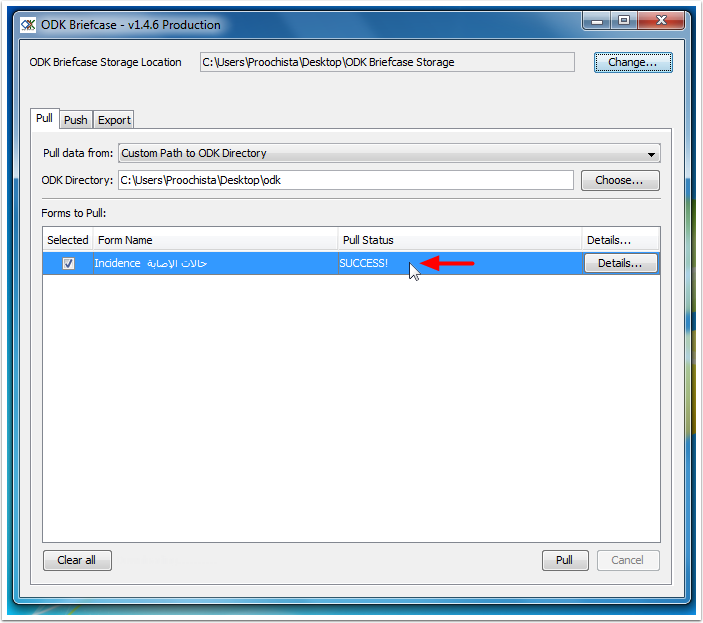 ODK Briefcase - v1.4.6 Production
ODK Briefcase Storage Location C:\Users\Proochista\Desktop\ODK Briefcase Storage Change...
Pull Push Export
Pull data from: Custom Path to ODK Directory
ODK Directory: C:\Users\Proochista\Desktop\odk Choose...
Forms to Pull:
Selected Form Name Pull Status Details...
Incidence حالات الإصابة SUCCESS! Details...
Clear all Pull Cancel